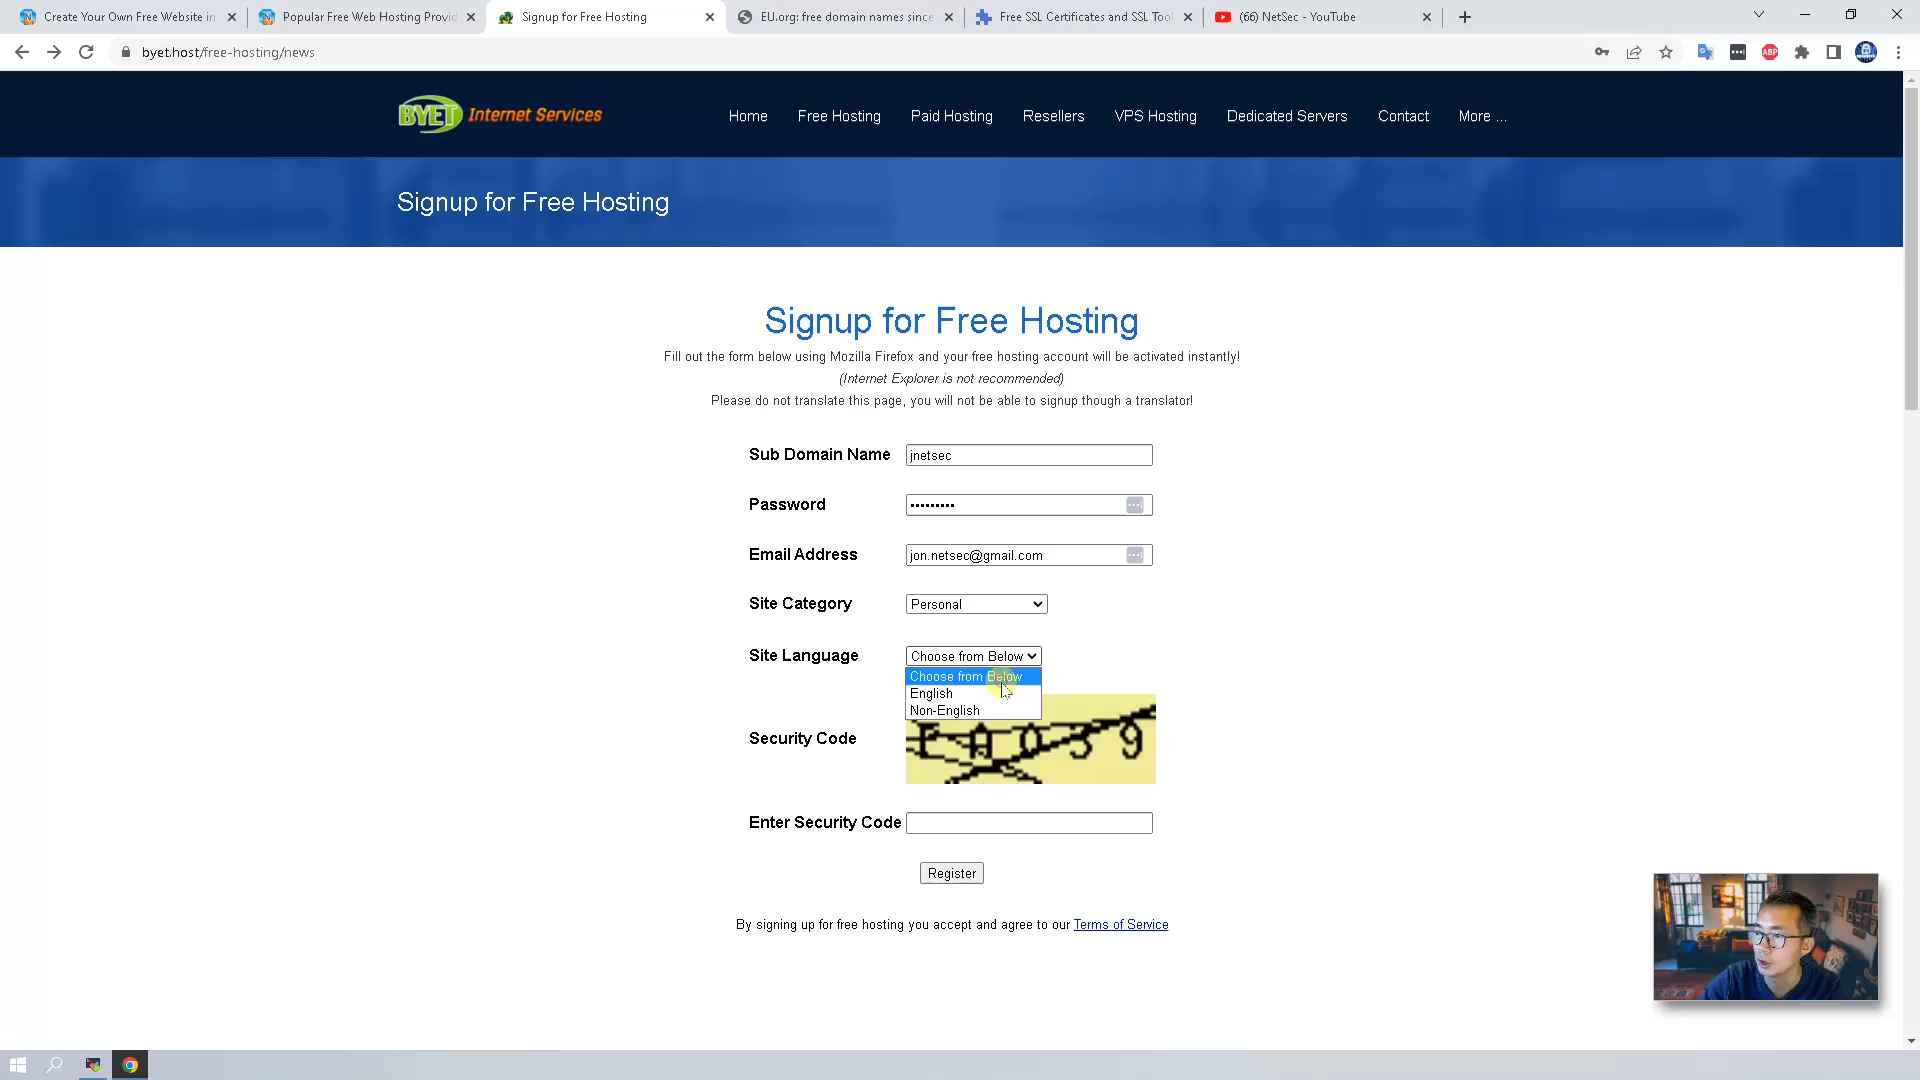 Create Your Own Free Website in
Popular Free Web Hosting Provid
Signup for Free Hosting
EU.org: free domain names since
Free SSL Certificates and SSL Tool
(66) NetSec - YouTube
byet.host/free-hosting/news
ABP
BYET Internet Services
Home
Free Hosting
Paid Hosting
Resellers
VPS Hosting
Dedicated Servers
Contact
More ...
Signup for Free Hosting
Signup for Free Hosting
Fill out the form below using Mozilla Firefox and your free hosting account will be activated instantly!
(Internet Explorer is not recommended)
Please do not translate this page, you will not be able to signup though a translator!
Sub Domain Name jnetsec
Password •••••••••
Email Address jon.netsec@gmail.com
Site Category Personal
Site Language Choose from Below
Choose from Below
English
Non-English
Security Code
Enter Security Code
Register
By signing up for free hosting you accept and agree to our Terms of Service